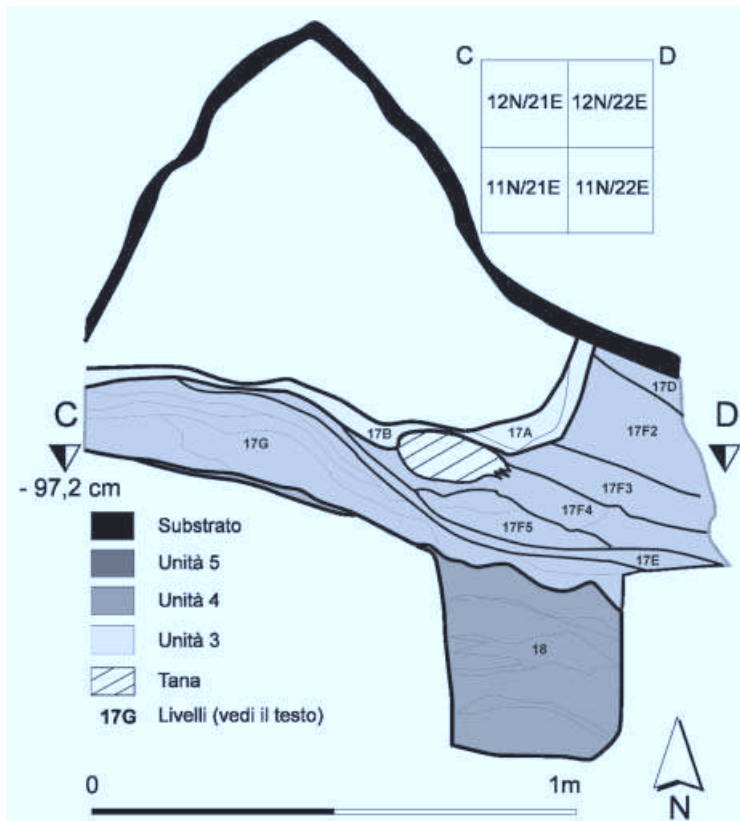 C D
12N/21E 12N/22E
11N/21E 11N/22E
17D
C D
17B 17A 17F2
17G
17F3
- 97,2 cm
17F4
17F5
17E
Substrato
Unità 5
Unità 4
Unità 3
18
Tana
17G Livelli (vedi il testo)
0 1m
N